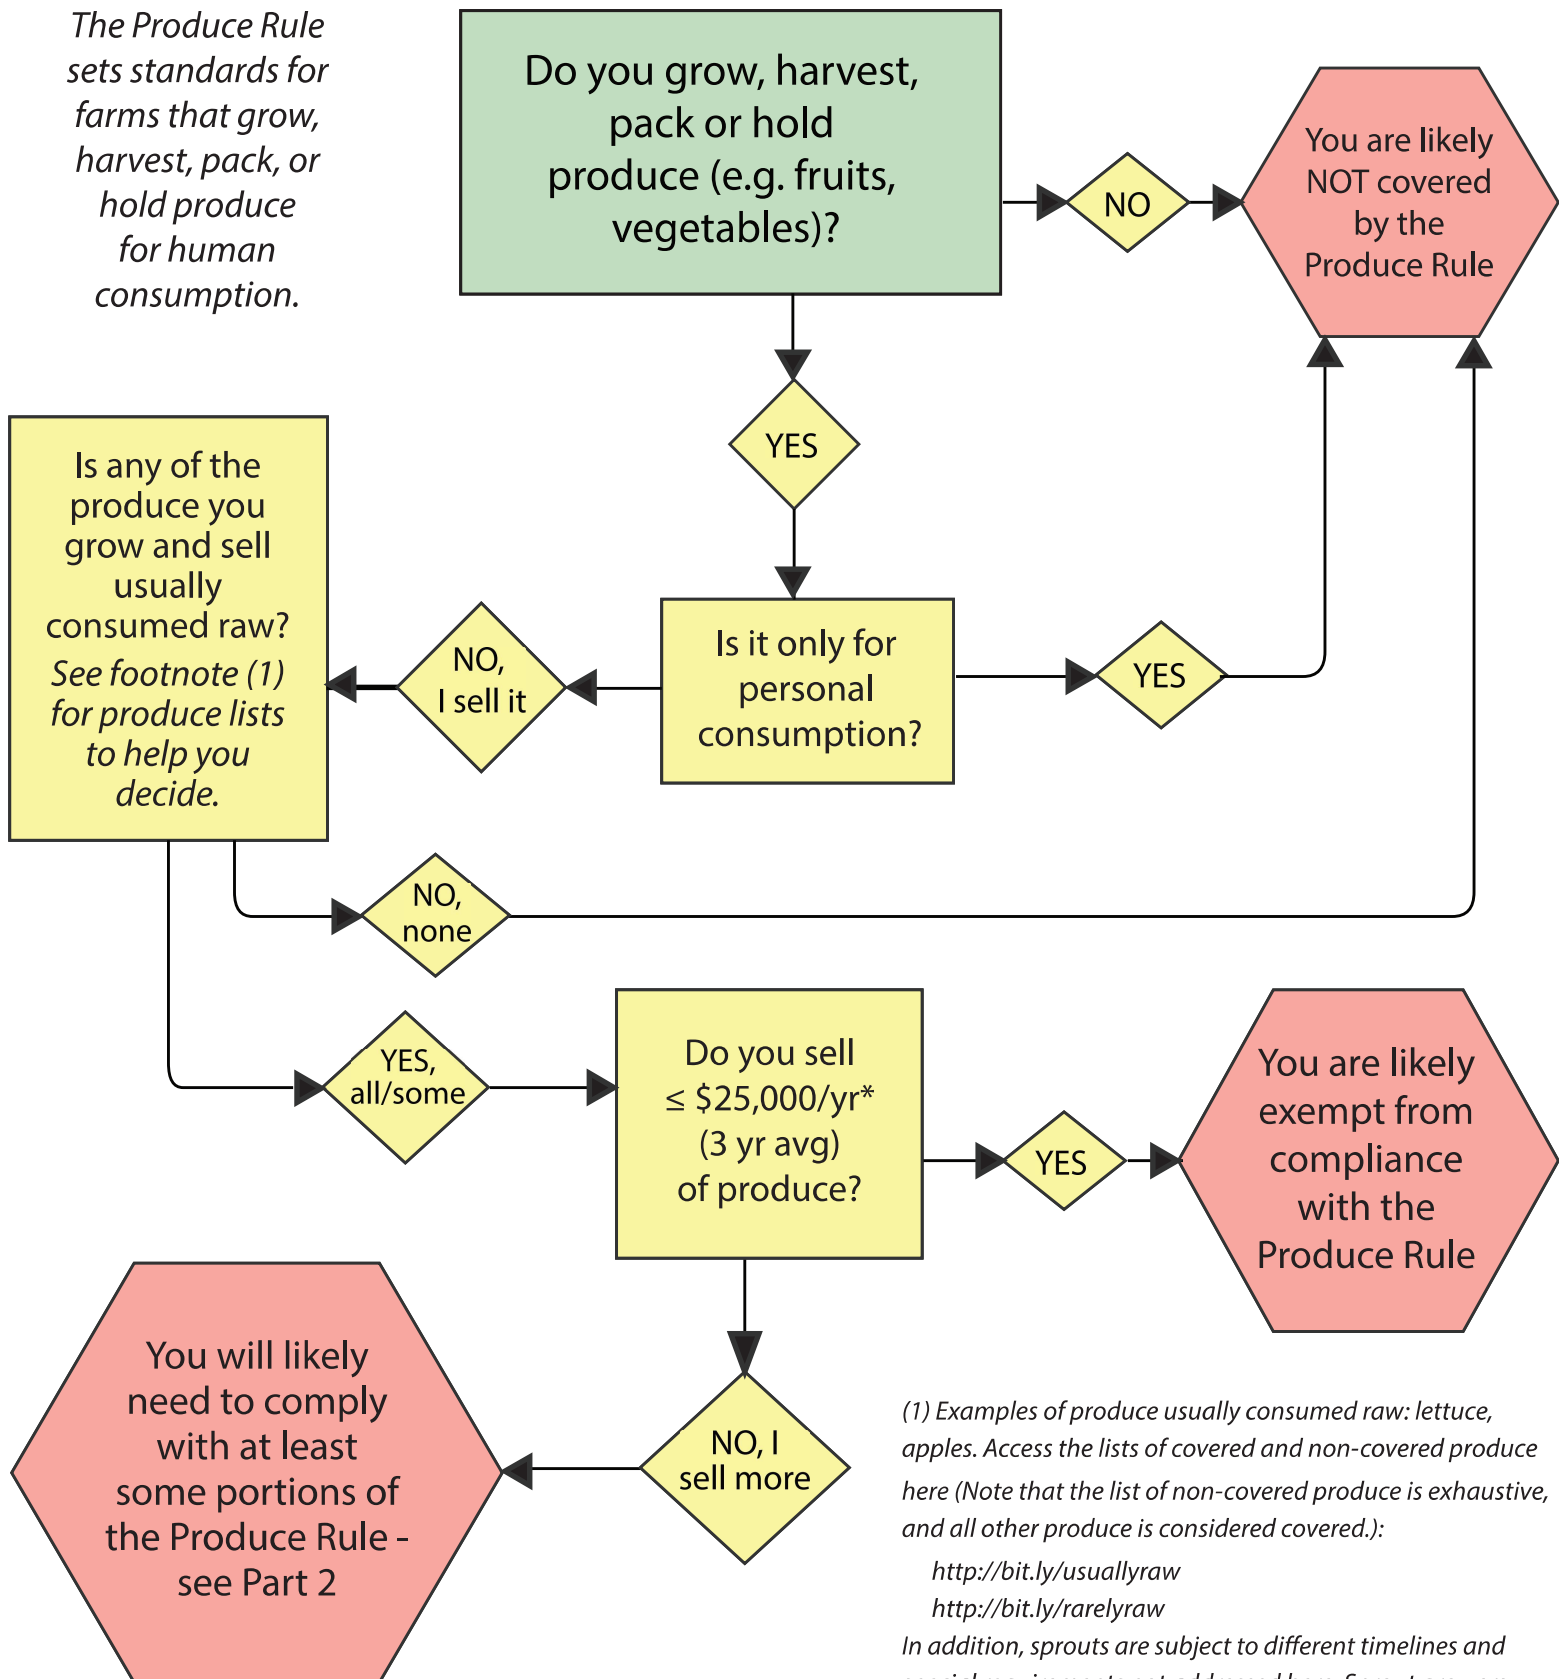 The Produce Rule
sets standards for
farms that grow,
harvest, pack, or
hold produce
for human
consumption.
Do you grow, harvest,
pack or hold
produce (e.g. fruits,
vegetables)?
NO
You are likely
NOT covered
by the
Produce Rule
YES
Is it only for
personal
consumption?
YES
NO,
I sell it
Is any of the
produce you
grow and sell
usually
consumed raw?
See footnote (1)
for produce lists
to help you
decide.
NO,
none
YES,
all/some
Do you sell
≤ $25,000/yr*
(3 yr avg)
of produce?
YES
You are likely
exempt from
compliance
with the
Produce Rule
NO, I
sell more
You will likely
need to comply
with at least
some portions of
the Produce Rule -
see Part 2
(1) Examples of produce usually consumed raw: lettuce,
apples. Access the lists of covered and non-covered produce
here (Note that the list of non-covered produce is exhaustive,
and all other produce is considered covered.):
http://bit.ly/usuallyraw
http://bit.ly/rarelyraw
In addition, sprouts are subject to different timelines and